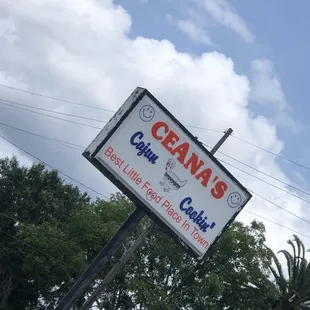 CEANA'S
Cajun Cookin'
Best Little Food Place in Town